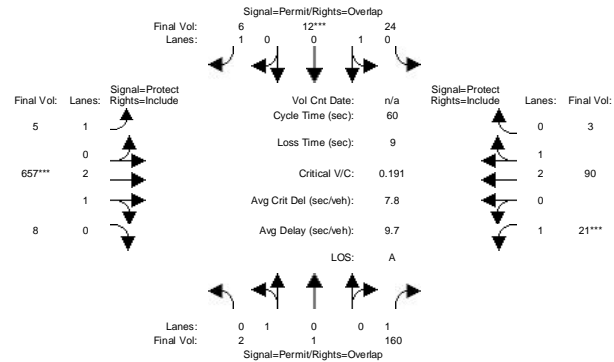 Signal=Permit/Rights=Overlap
Final Vol: 6 12*** 24
Lanes: 1 0 0 1 0
Signal=Protect
Final Vol: Lanes: Rights=Include
Vol Cnt Date: n/a
Signal=Protect
Rights=Include Lanes: Final Vol:
Cycle Time (sec): 60
5 1
0 3
Loss Time (sec): 9
0
1
657*** 2
Critical V/C: 0.191
2 90
1
Avg Crit Del (sec/veh): 7.8
0
8 0
Avg Delay (sec/veh): 9.7
1 21***
LOS: A
Lanes: 0 1 0 0 1
Final Vol: 2 1 160
Signal=Permit/Rights=Overlap